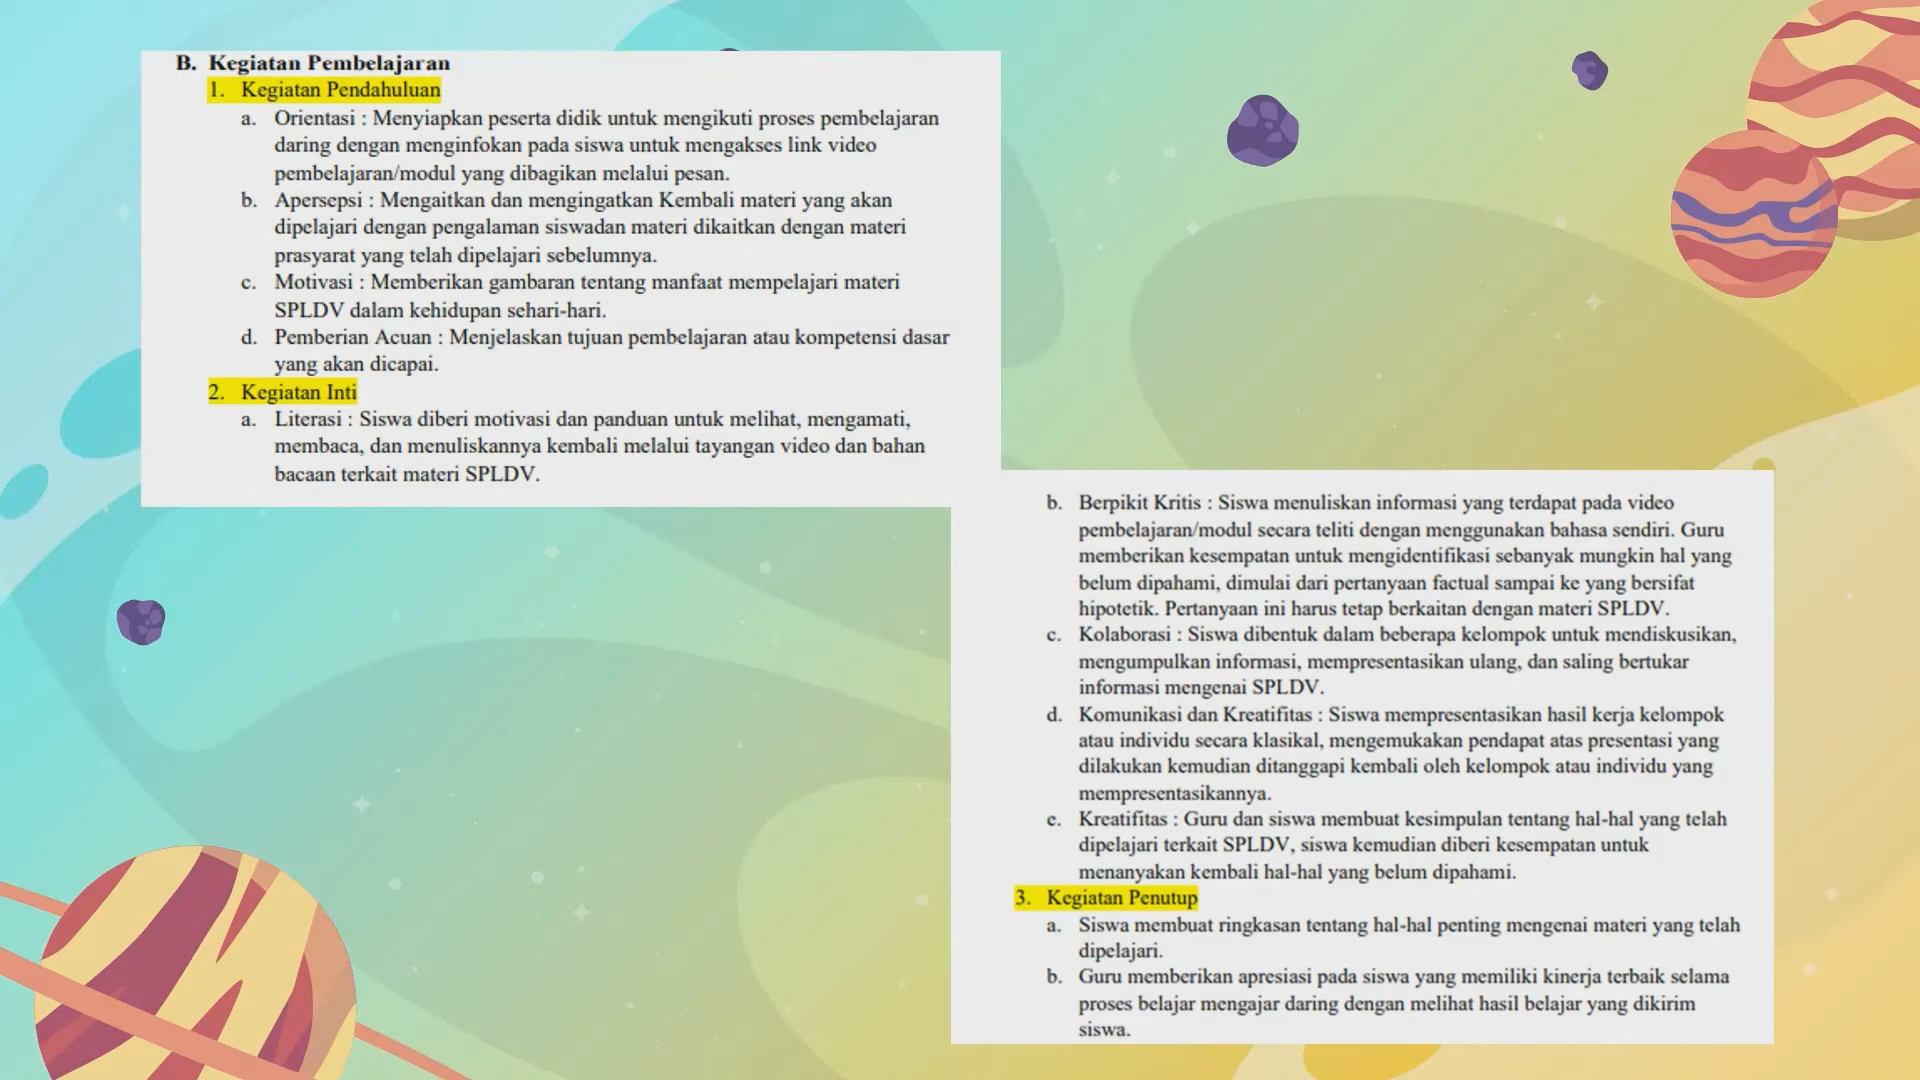 B. Kegiatan Pembelajaran
1. Kegiatan Pendahuluan
a. Orientasi : Menyiapkan peserta didik untuk mengikuti proses pembelajaran
daring dengan menginfokan pada siswa untuk mengakses link video
pembelajaran/modul yang dibagikan melalui pesan.
b. Apersepsi : Mengaitkan dan mengingatkan Kembali materi yang akan
dipelajari dengan pengalaman siswadan materi dikaitkan dengan materi
prasyarat yang telah dipelajari sebelumnya.
c. Motivasi : Memberikan gambaran tentang manfaat mempelajari materi
SPLDV dalam kehidupan sehari-hari.
d. Pemberian Acuan : Menjelaskan tujuan pembelajaran atau kompetensi dasar
yang akan dicapai.
2. Kegiatan Inti
a. Literasi : Siswa diberi motivasi dan panduan untuk melihat, mengamati,
membaca, dan menuliskannya kembali melalui tayangan video dan bahan
bacaan terkait materi SPLDV.
b. Berpikit Kritis : Siswa menuliskan informasi yang terdapat pada video
pembelajaran/modul secara teliti dengan menggunakan bahasa sendiri. Guru
memberikan kesempatan untuk mengidentifikasi sebanyak mungkin hal yang
belum dipahami, dimulai dari pertanyaan factual sampai ke yang bersifat
hipotetik. Pertanyaan ini harus tetap berkaitan dengan materi SPLDV.
c. Kolaborasi : Siswa dibentuk dalam beberapa kelompok untuk mendiskusikan,
mengumpulkan informasi, mempresentasikan ulang, dan saling bertukar
informasi mengenai SPLDV.
d. Komunikasi dan Kreatifitas : Siswa mempresentasikan hasil kerja kelompok
atau individu secara klasikal, mengemukakan pendapat atas presentasi yang
dilakukan kemudian ditanggapi kembali oleh kelompok atau individu yang
mempresentasikannya.
e. Kreatifitas : Guru dan siswa membuat kesimpulan tentang hal-hal yang telah
dipelajari terkait SPLDV, siswa kemudian diberi kesempatan untuk
menanyakan kembali hal-hal yang belum dipahami.
3. Kegiatan Penutup
a. Siswa membuat ringkasan tentang hal-hal penting mengenai materi yang telah
dipelajari.
b. Guru memberikan apresiasi pada siswa yang memiliki kinerja terbaik selama
proses belajar mengajar daring dengan melihat hasil belajar yang dikirim
siswa.